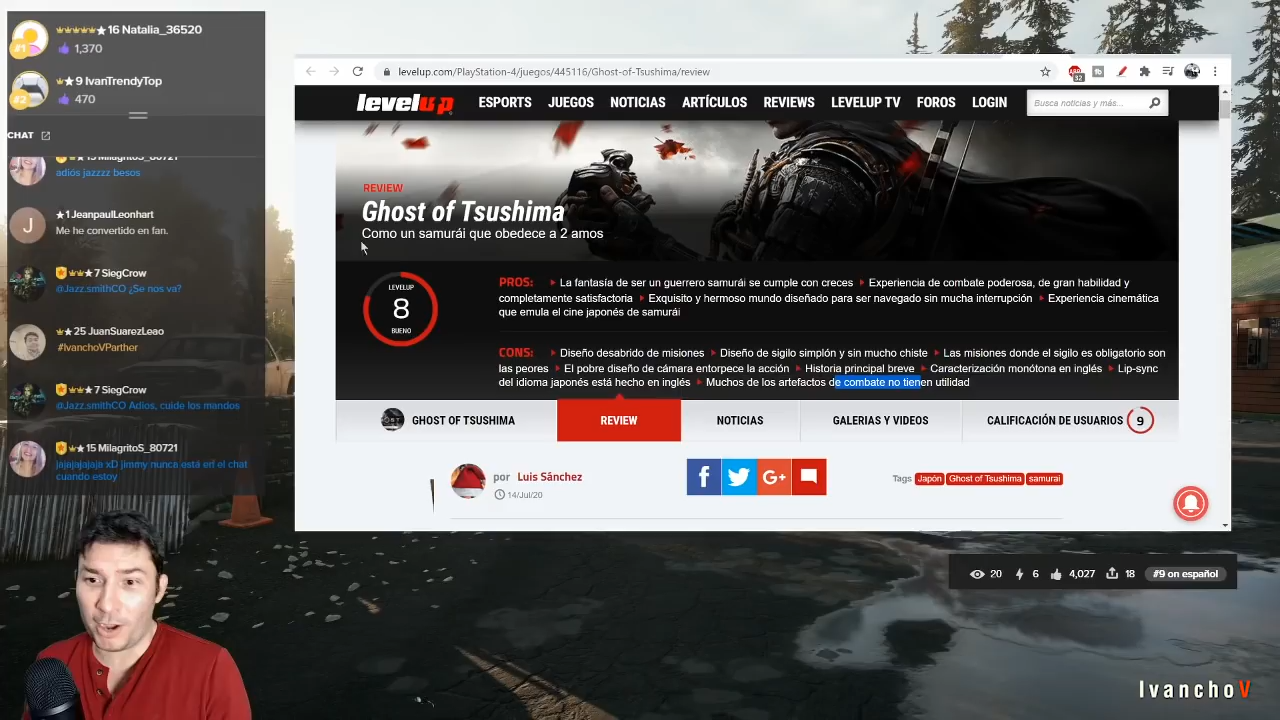 #1
16 Natalia_36520
1,370
#2
9 IvanTrendyTop
470
CHAT
15 MilagritoS_80721
adiós jazzzz besos
J
1 JeanpaulLeonhart
Me he convertido en fan.
7 SiegCrow
@Jazz.smithCO ¿Se nos va?
25 JuanSuarezLeao
#IvanchoVParther
7 SiegCrow
@Jazz.smithCO Adios, cuide los mandos
15 MilagritoS_80721
jajajajajaja xD jimmy nunca está enl el chat
cuando estoy
levelup.com/PlayStation-4/juegos/445116/Ghost-of-Tsushima/review
32
levelup
ESPORTS JUEGOS NOTICIAS ARTÍCULOS REVIEWS LEVELUP TV FOROS LOGIN
Busca noticias y más...
REVIEW
Ghost of Tsushima
Como un samurái que obedece a 2 amos
LEVELUP
8
BUENO
PROS: La fantasía de ser un guerrero samurái se cumple con creces Experiencia de combate poderosa, de gran habilidad y
completamente satisfactoria Exquisito y hermoso mundo diseñado para ser navegado sin mucha interrupción Experiencia cinemática
que emula el cine japonés de samurái
CONS: Diseño desabrido de misiones Diseño de sigilo simplón y sin mucho chiste Las misiones donde el sigilo es obligatorio son
las peores El pobre diseño de cámara entorpece la acción Historia principal breve Caracterización monótona en inglés Lip-sync
del idioma japonés está hecho en inglés Muchos de los artefactos de combate no tienen utilidad
GHOST OF TSUSHIMA REVIEW NOTICIAS GALERIAS Y VIDEOS CALIFICACIÓN DE USUARIOS 9
por Luis Sánchez
14/Jul/20
f G+
Tags Japón Ghost of Tsushima samurai
20 6 4,027 18 #9 on español
IvanchoV